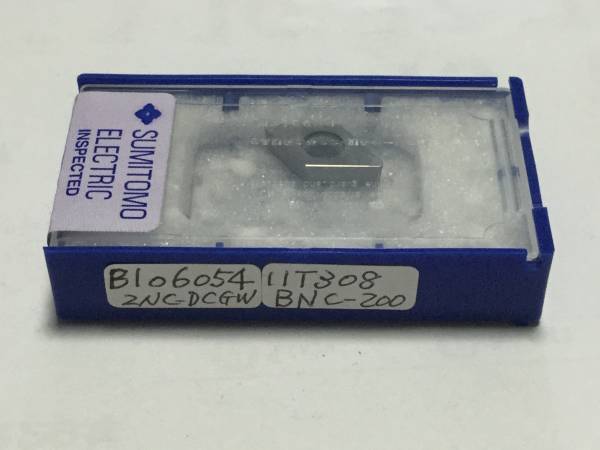 SUMITOMO
ELECTRIC
INSPECTED
B106054
2NC-DCGW
11T308
BNC-200